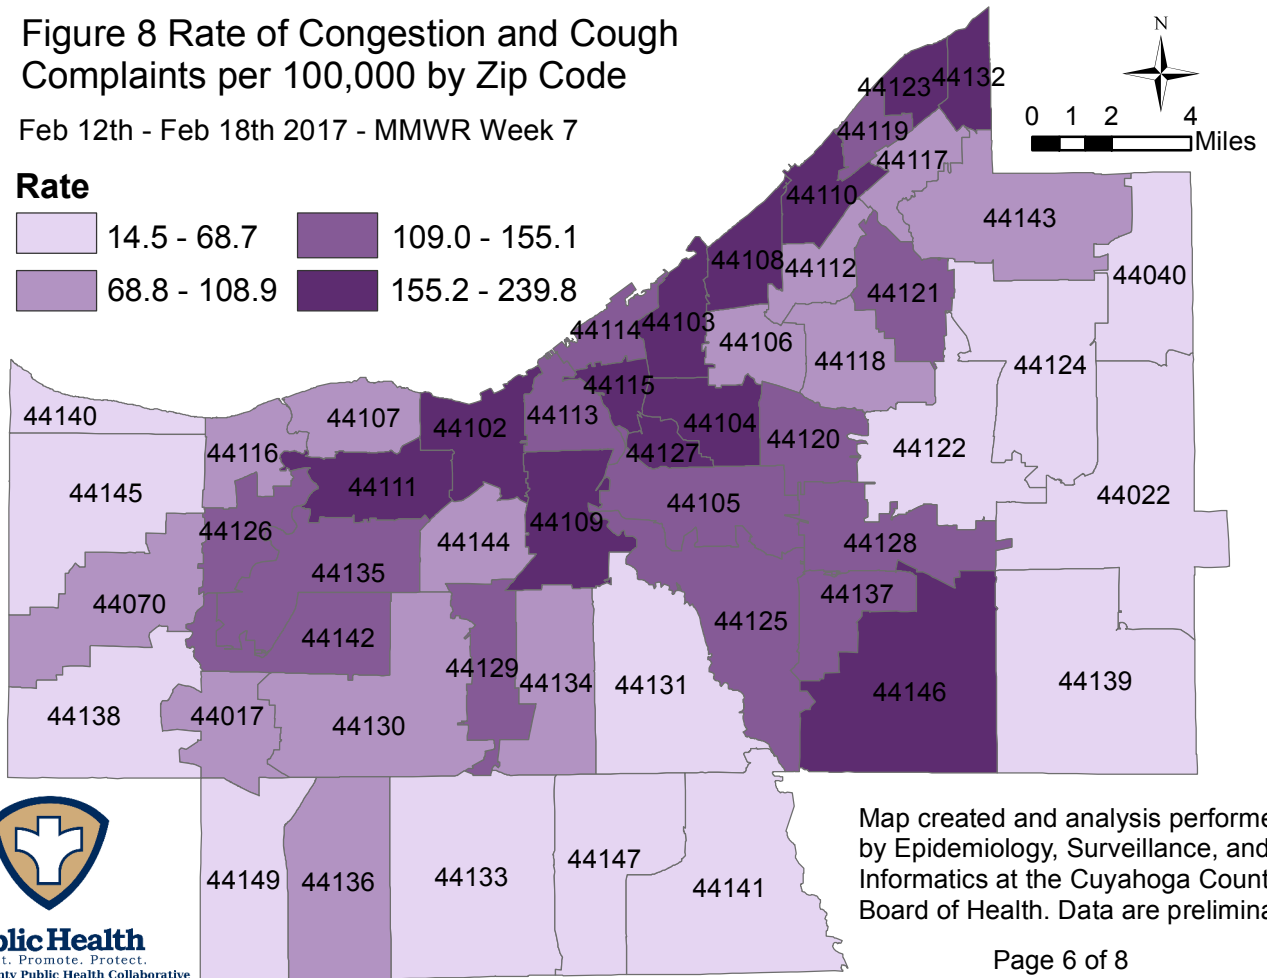 Figure 8 Rate of Congestion and Cough
Complaints per 100,000 by Zip Code
Feb 12th - Feb 18th 2017 - MMWR Week 7
Rate
14.5 - 68.7
109.0 - 155.1
68.8 - 108.9
155.2 - 239.8
N
0 1 2 4
Miles
44132
44123
44119
44117
44110
44143
44108
44112
44040
44121
44103
44114
44106
44118
44124
44115
44140
44107
44102
44113
44104
44120
44122
44116
44127
44145
44111
44105
44022
44109
44126
44144
44128
44135
44070
44137
44142
44125
44129
44134
44131
44146
44139
44138
44017
44130
44149
44136
44133
44147
44141
blic Health
t. Promote. Protect.
nty Public Health Collaborative
Map created and analysis performe
by Epidemiology, Surveillance, and
Informatics at the Cuyahoga Count
Board of Health. Data are prelimina
Page 6 of 8